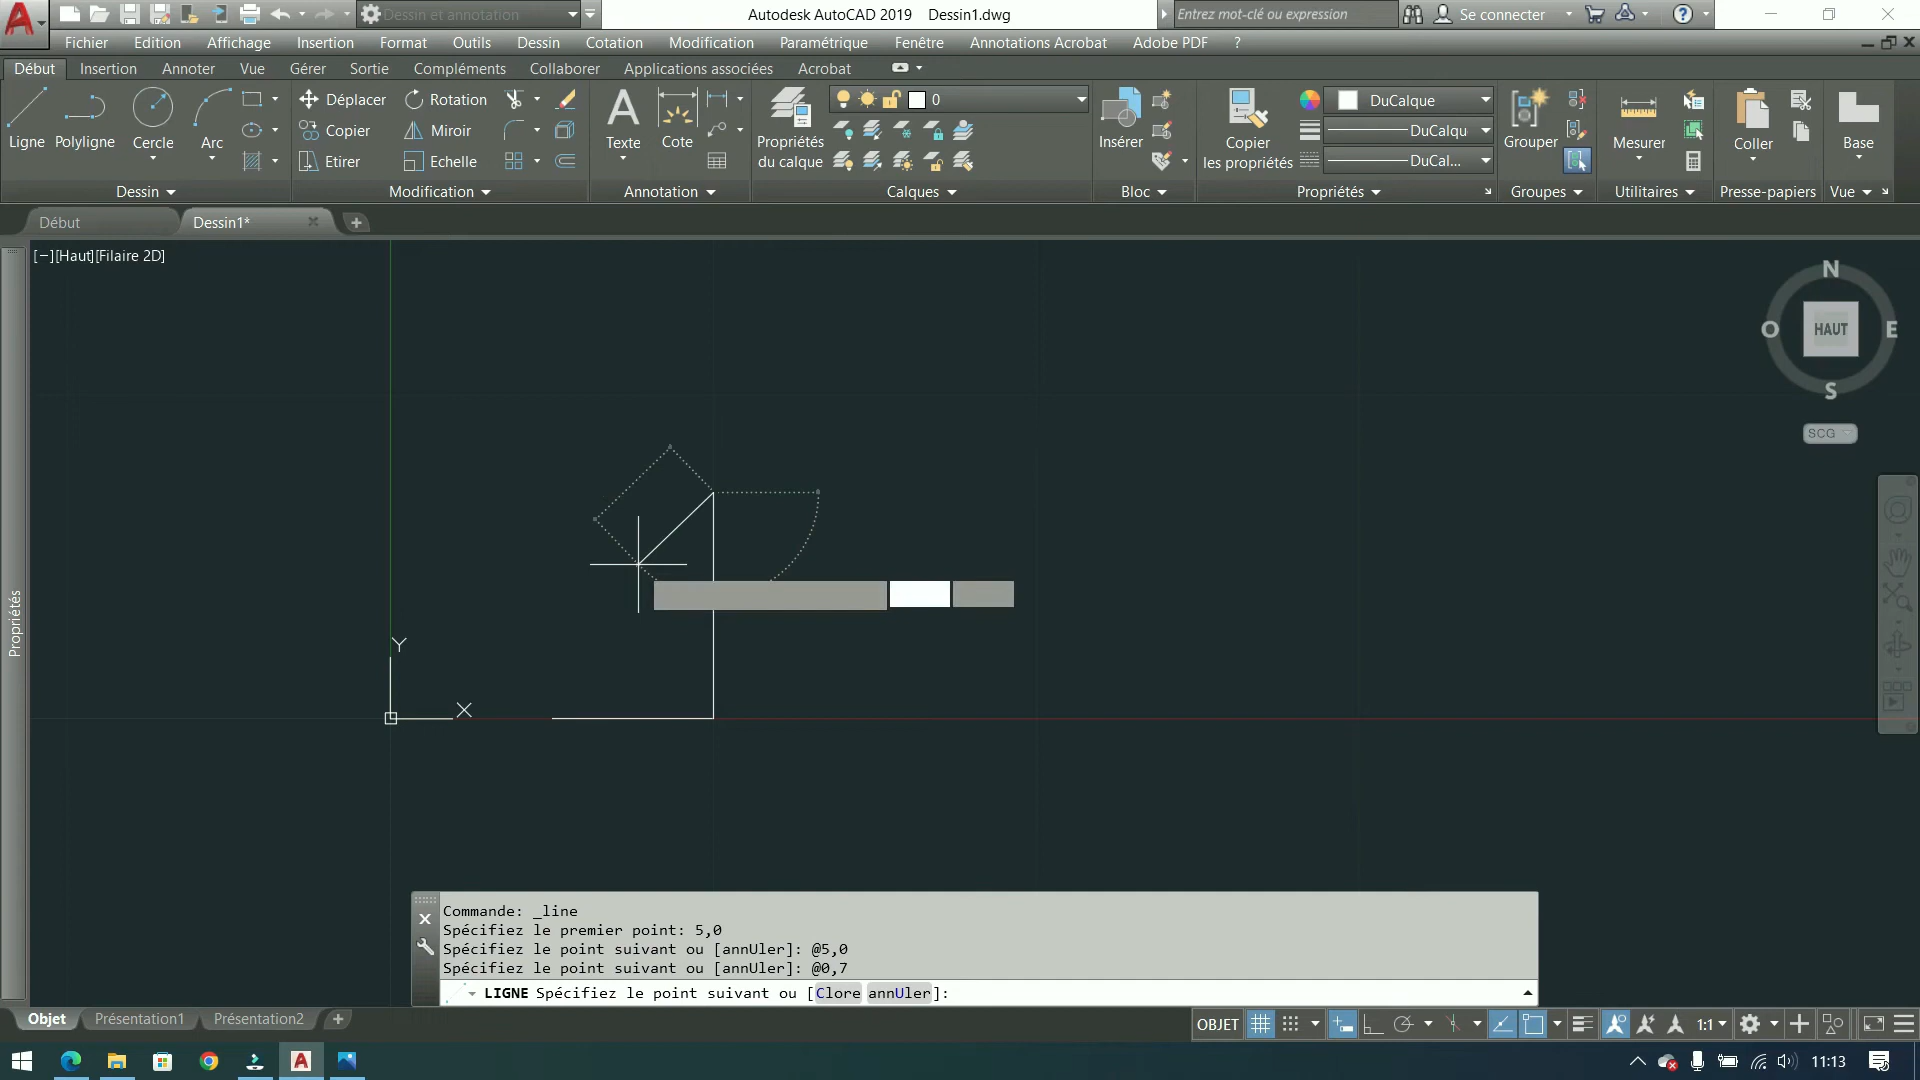 Dessin et annotation
Autodesk AutoCAD 2019 Dessin1.dwg
Entrez mot-clé ou expression
Se connecter
Fichier Edition Affichage Insertion Format Outils Dessin Cotation Modification Paramétrique Fenêtre Annotations Acrobat Adobe PDF ?
Début Insertion Annoter Vue Gérer Sortie Compléments Collaborer Applications associées Acrobat
Ligne Polyligne Cercle Arc
Déplacer Rotation
Copier Miroir
Etirer Echelle
Texte Cote
Propriétés du calque
0
Insérer
Copier les propriétés
DuCalque
DuCalqu
DuCal...
Grouper
Mesurer
Coller
Base
Dessin Modification Annotation Calques Bloc Propriétés Groupes Utilitaires Presse-papiers Vue
Début Dessin1*
[−][Haut][Filaire 2D]
N
O HAUT E
S
SCG
Propriétés
Y
X
Commande: _line
Spécifiez le premier point: 5,0
Spécifiez le point suivant ou [annUler]: @5,0
Spécifiez le point suivant ou [annUler]: @0,7
LIGNE Spécifiez le point suivant ou [Clore annUler]:
Objet Présentation1 Présentation2 +
OBJET 1:1
11:13